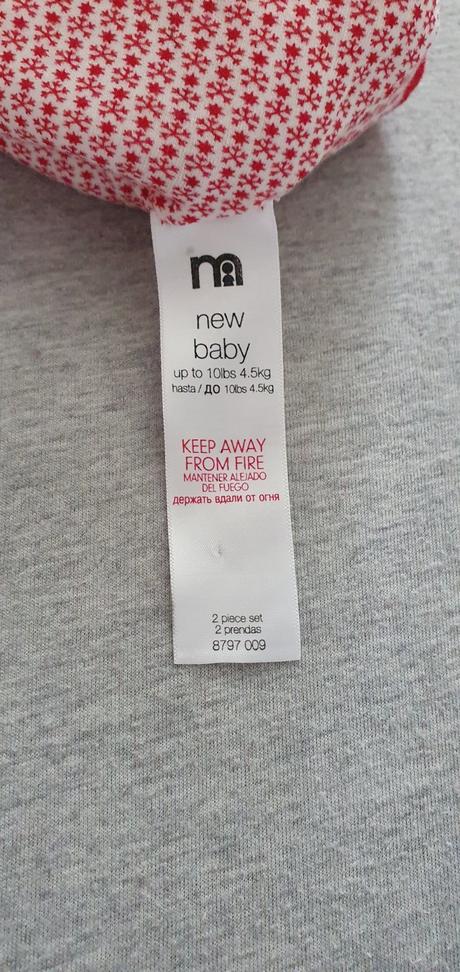 m
new
baby
up to 10lbs 4.5kg
hasta / ДО 10lbs 4.5kg
KEEP AWAY
FROM FIRE
MANTENER ALEJADO
DEL FUEGO
держать вдали от огня
2 piece set
2 prendas
8797 009